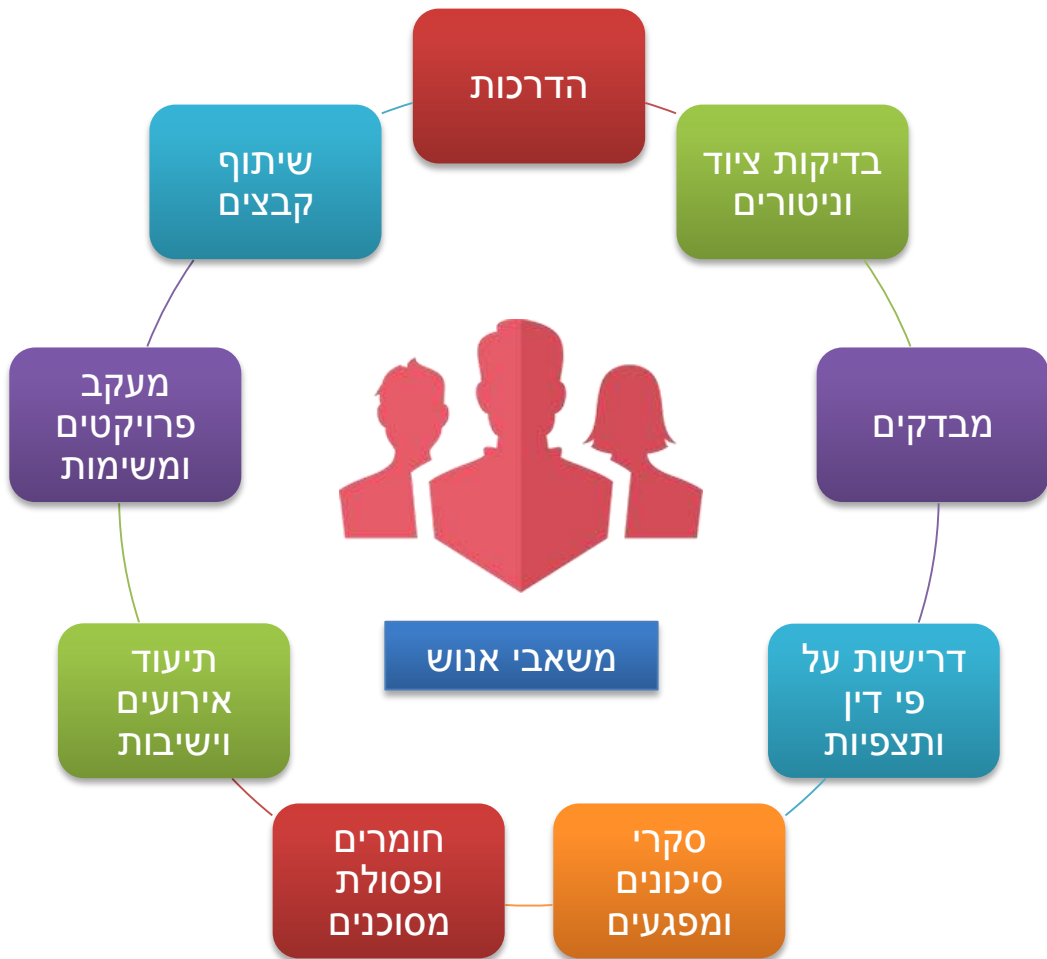 הדרכות
בדיקות ציוד
וניטורים
מבדקים
דרישות על
פי דין
ותצפיות
סקרי
סיכונים
ומפגעים
חומרים
ופסולת
מסוכנים
תיעוד
אירועים
וישיבות
מעקב
פרויקטים
ומשימות
שיתוף
קבצים
משאבי אנוש